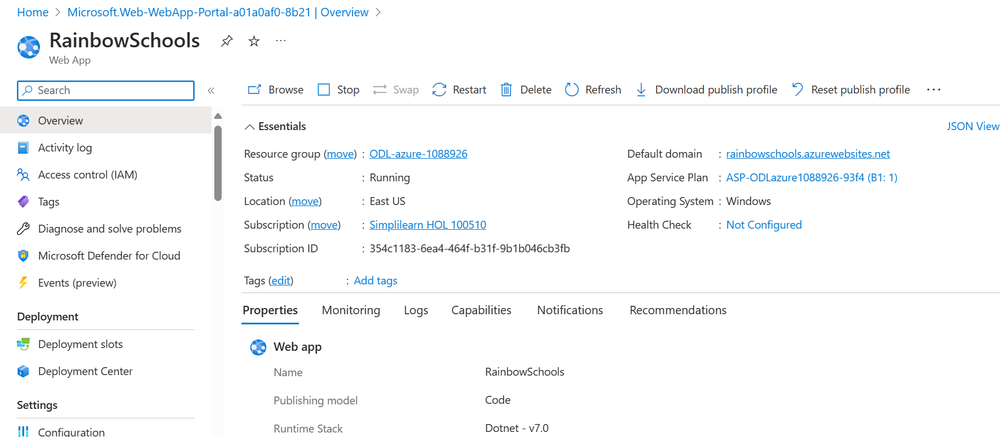 Home > Microsoft.Web-WebApp-Portal-a01a0af0-8b21 | Overview >
RainbowSchools
Web App
Search
Overview
Activity log
Access control (IAM)
Tags
Diagnose and solve problems
Microsoft Defender for Cloud
Events (preview)
Deployment
Deployment slots
Deployment Center
Settings
Configuration
Browse Stop Swap Restart Delete Refresh Download publish profile Reset publish profile ...
Essentials
JSON View
Resource group (move) : ODL-azure-1088926
Status : Running
Location (move) : East US
Subscription (move) : Simplilearn HOL 100510
Subscription ID : 354c1183-6ea4-464f-b31f-9b1b046cb3fb
Default domain : rainbowschools.azurewebsites.net
App Service Plan : ASP-ODLazure1088926-93f4 (B1: 1)
Operating System : Windows
Health Check : Not Configured
Tags (edit) : Add tags
Properties Monitoring Logs Capabilities Notifications Recommendations
Web app
Name RainbowSchools
Publishing model Code
Runtime Stack Dotnet - v7.0